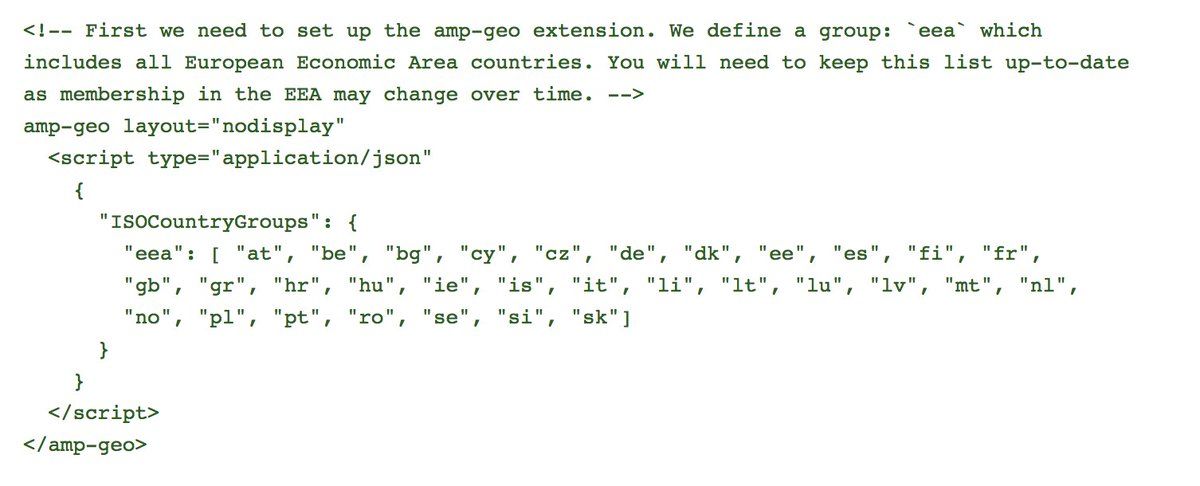 <!-- First we need to set up the amp-geo extension. We define a group: `eea` which
includes all European Economic Area countries. You will need to keep this list up-to-date
as membership in the EEA may change over time. -->
amp-geo layout="nodisplay"
  <script type="application/json"
    {
      "ISOCountryGroups": {
        "eea": [ "at", "be", "bg", "cy", "cz", "de", "dk", "ee", "es", "fi", "fr",
        "gb", "gr", "hr", "hu", "ie", "is", "it", "li", "lt", "lu", "lv", "mt", "nl",
        "no", "pl", "pt", "ro", "se", "si", "sk"]
      }
    }
  </script>
</amp-geo>